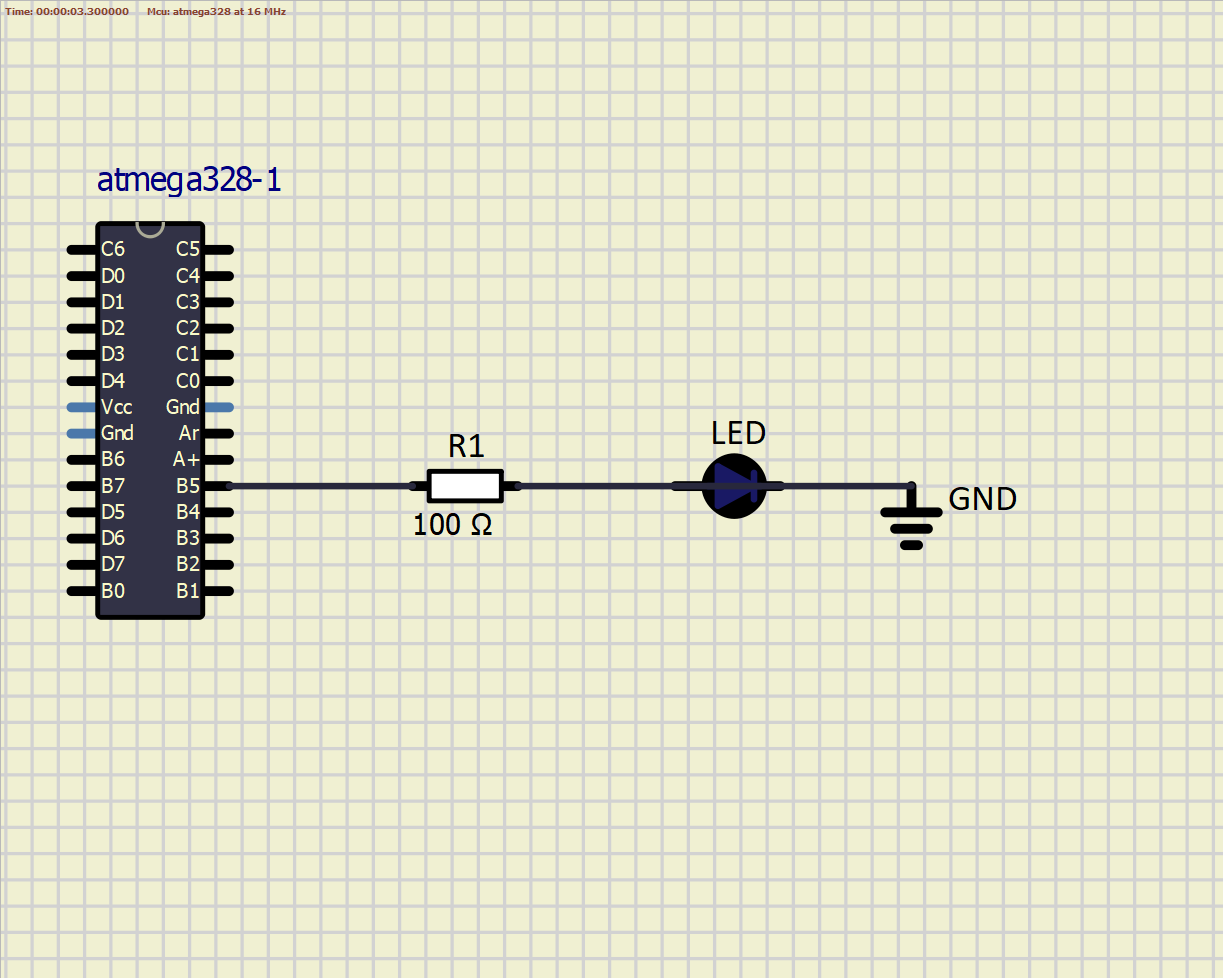 Time: 00:00:03.300000 Mcu: atmega328 at 16 MHz
atmega328-1
C6 C5
D0 C4
D1 C3
D2 C2
D3 C1
D4 C0
Vcc Gnd
Gnd Ar
B6 A+
B7 B5
D5 B4
D6 B3
D7 B2
B0 B1
R1
100 Ω
LED
GND